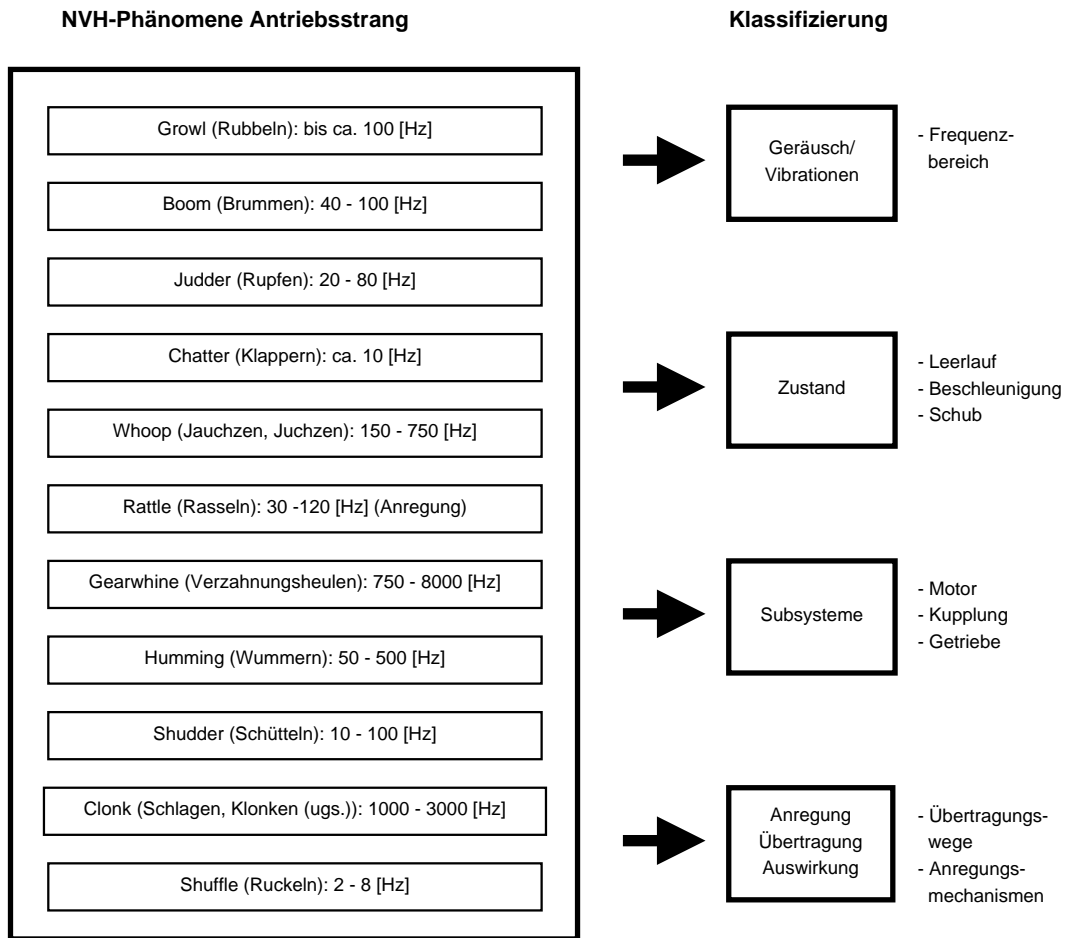 NVH-Phänomene Antriebsstrang
Growl (Rubbeln): bis ca. 100 [Hz]
Boom (Brummen): 40 - 100 [Hz]
Judder (Rupfen): 20 - 80 [Hz]
Chatter (Klappern): ca. 10 [Hz]
Whoop (Jauchzen, Juchzen): 150 - 750 [Hz]
Rattle (Rasseln): 30 -120 [Hz] (Anregung)
Gearwhine (Verzahnungsheulen): 750 - 8000 [Hz]
Humming (Wummern): 50 - 500 [Hz]
Shudder (Schütteln): 10 - 100 [Hz]
Clonk (Schlagen, Klonken (ugs.)): 1000 - 3000 [Hz]
Shuffle (Ruckeln): 2 - 8 [Hz]
Klassifizierung
Geräusch/
Vibrationen
- Frequenz-
bereich
Zustand
- Leerlauf
- Beschleunigung
- Schub
Subsysteme
- Motor
- Kupplung
- Getriebe
Anregung
Übertragung
Auswirkung
- Übertragungs-
wege
- Anregungs-
mechanismen